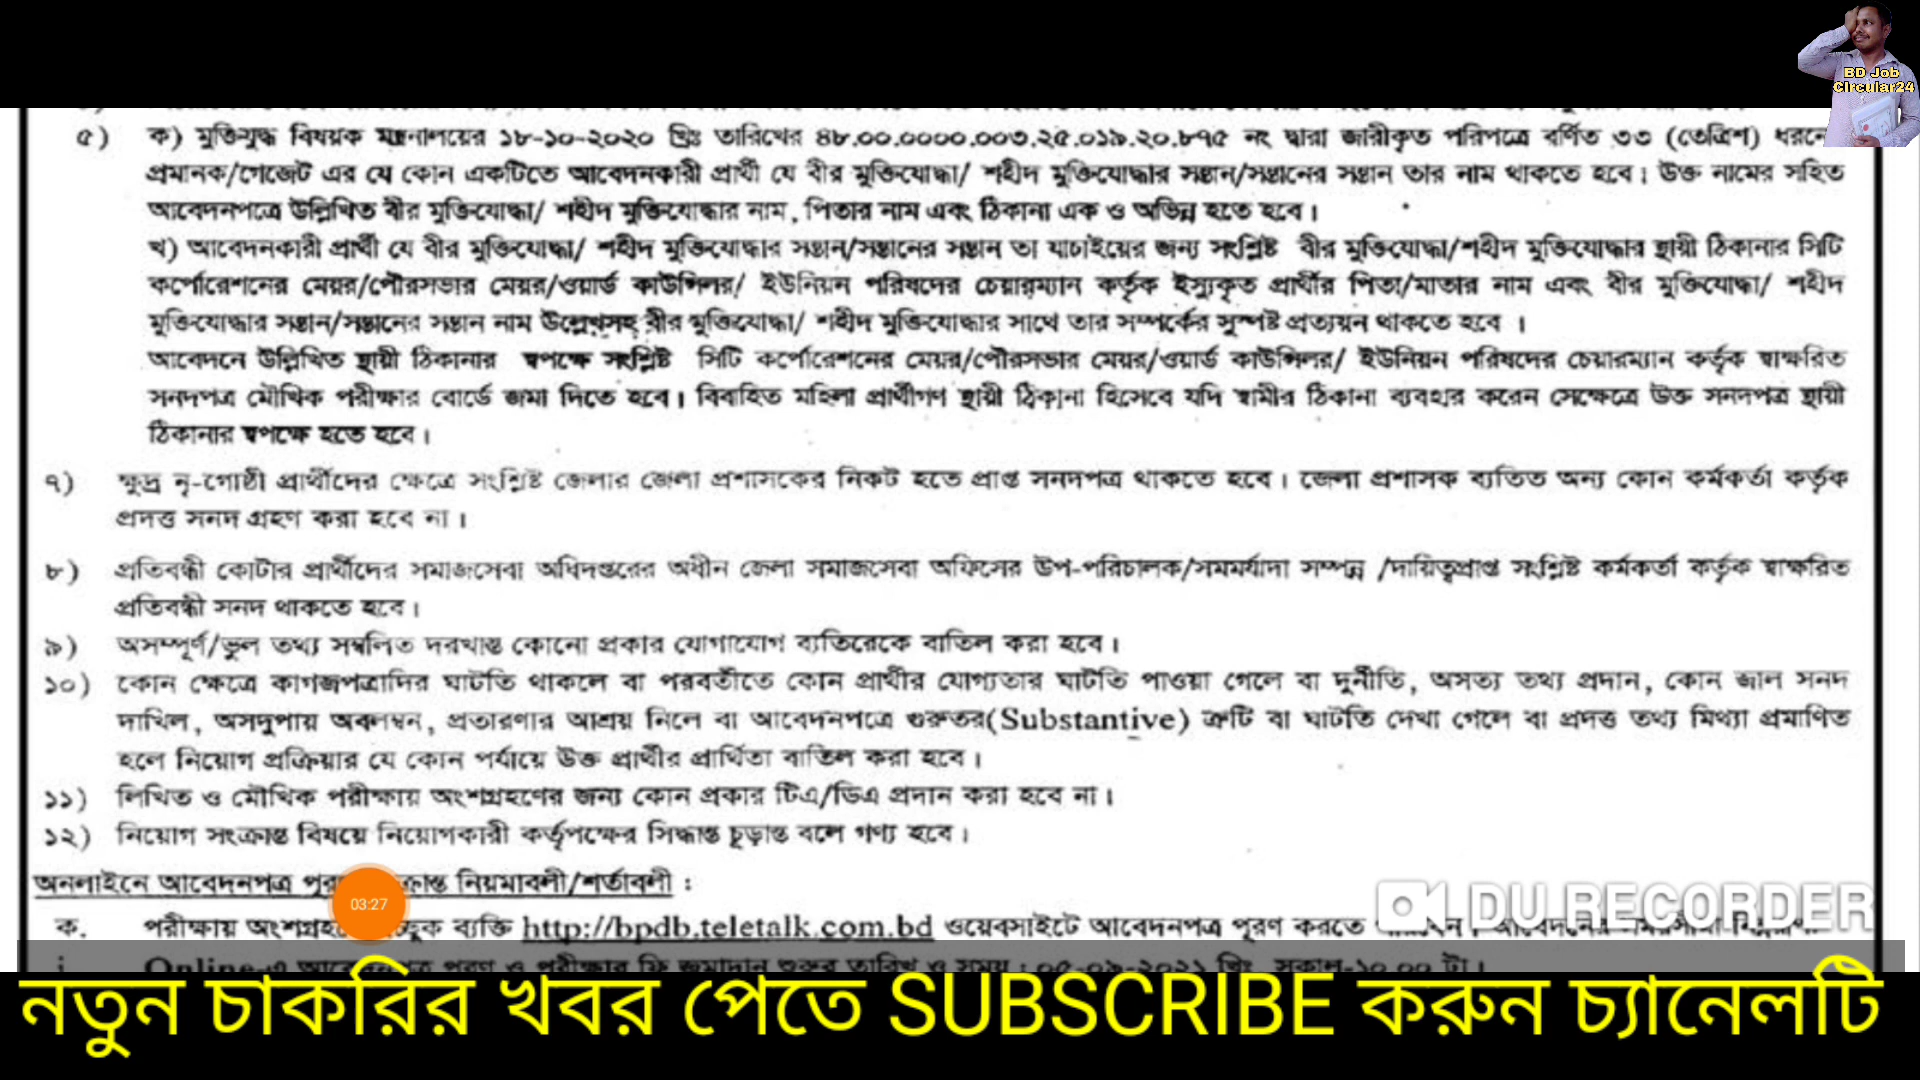 BD Job
Circular24
৫) ক) মুক্তিযুদ্ধ বিষয়ক মন্ত্রনালয়ের ১৮-১০-২০২০ খ্রিঃ তারিখের ৪৮.০০.০০০০.০০৩.২৫.০১৯.২০.৮৭৫ নং দ্বারা জারীকৃত পরিপত্রে বর্ণিত ৩৩ (তেত্রিশ)
প্রমানক/গেজেট এর যে কোন একটিতে আবেদনকারী প্রার্থী যে বীর মুক্তিযোদ্ধা/ শহীদ মুক্তিযোদ্ধার সন্তান/সন্তানের সন্তান তার নাম থাকতে হবে। উক্ত নামের সহিত
আবেদনপত্রে উল্লিখিত বীর মুক্তিযোদ্ধা/ শহীদ মুক্তিযোদ্ধার নাম, পিতার নাম এবং ঠিকানা এক ও অভিন্ন হতে হবে।
খ) আবেদনকারী প্রার্থী যে বীর মুক্তিযোদ্ধা/ শহীদ মুক্তিযোদ্ধার সন্তান/সন্তানের সন্তান তা যাচাইয়ের জন্য সংশ্লিষ্ট বীর মুক্তিযোদ্ধা/শহীদ মুক্তিযোদ্ধার স্থায়ী ঠিকানার সিটি
কর্পোরেশনের মেয়র/পৌরসভার মেয়র/ওয়ার্ড কাউন্সিলর/ ইউনিয়ন পরিষদের চেয়ারম্যান কর্তৃক ইস্যুকৃত প্রার্থীর পিতা/মাতার নাম এবং বীর মুক্তিযোদ্ধা/ শহীদ
মুক্তিযোদ্ধার সন্তান/সন্তানের সন্তান নাম উল্লেখসহ বীর মুক্তিযোদ্ধা/ শহীদ মুক্তিযোদ্ধার সাথে তার সম্পর্কের সুস্পষ্ট প্রত্যয়ন থাকতে হবে ।
আবেদনে উল্লিখিত স্থায়ী ঠিকানার স্বপক্ষে সংশ্লিষ্ট সিটি কর্পোরেশনের মেয়র/পৌরসভার মেয়র/ওয়ার্ড কাউন্সিলর/ ইউনিয়ন পরিষদের চেয়ারম্যান কর্তৃক স্বাক্ষরিত
সনদপত্র মৌখিক পরীক্ষার বোর্ডে জমা দিতে হবে। বিবাহিত মহিলা প্রার্থীগণ স্থায়ী ঠিকানা হিসেবে যদি স্বামীর ঠিকানা ব্যবহার করেন সেক্ষেত্রে উক্ত সনদপত্র স্থায়ী
ঠিকানার স্বপক্ষে হতে হবে।
৭) ক্ষুদ্র নৃ-গোষ্ঠী প্রার্থীদের ক্ষেত্রে সংশ্লিষ্ট জেলার জেলা প্রশাসকের নিকট হতে প্রাপ্ত সনদপত্র থাকতে হবে। জেলা প্রশাসক ব্যতিত অন্য কোন কর্মকর্তা কর্তৃক
প্রদত্ত সনদ গ্রহণ করা হবে না ।
৮) প্রতিবন্ধী কোটার প্রার্থীদের সমাজসেবা অধিদপ্তরের অধীন জেলা সমাজসেবা অফিসের উপ-পরিচালক/সমমর্যাদা সম্পন্ন /দায়িত্বপ্রাপ্ত সংশ্লিষ্ট কর্মকর্তা কর্তৃক স্বাক্ষরিত
প্রতিবন্ধী সনদ থাকতে হবে।
৯) অসম্পূর্ণ/ভুল তথ্য সম্বলিত দরখাস্ত কোনো প্রকার যোগাযোগ ব্যতিরেকে বাতিল করা হবে ।
১০) কোন ক্ষেত্রে কাগজপত্রাদির ঘাটতি থাকলে বা পরবর্তীতে কোন প্রার্থীর যোগ্যতার ঘাটতি পাওয়া গেলে বা দুর্নীতি, অসত্য তথ্য প্রদান, কোন জাল সনদ
দাখিল, অসদুপায় অবলম্বন, প্রতারণার আশ্রয় নিলে বা আবেদনপত্রে গুরুতর(Substantive) ত্রুটি বা ঘাটতি দেখা গেলে বা প্রদত্ত তথ্য মিথ্যা প্রমাণিত
হলে নিয়োগ প্রক্রিয়ার যে কোন পর্যায়ে উক্ত প্রার্থীর প্রার্থিতা বাতিল করা হবে ।
১১) লিখিত ও মৌখিক পরীক্ষায় অংশগ্রহণের জন্য কোন প্রকার টিএ/ডিএ প্রদান করা হবে না ।
১২) নিয়োগ সংক্রান্ত বিষয়ে নিয়োগকারী কর্তৃপক্ষের সিদ্ধান্ত চূড়ান্ত বলে গণ্য হবে ।
অনলাইনে আবেদনপত্র নিয়মাবলী/শর্তাবলী :
03:27
DU RECORDER
ক. পরীক্ষায় ব্যক্তি http://bpdb.teletalk.com.bd ওয়েবসাইটে আবেদনপত্র পূরণ করতে
i. Online-এ আবেদনপত্র পূরণ ও পরীক্ষার ফি জমাদান শুরুর তারিখ ও সময় : ০৫-০৯-২০২১ খ্রিঃ, সকাল-১০.০০ টা ।
নতুন চাকরির খবর পেতে SUBSCRIBE করুন চ্যানেলটি